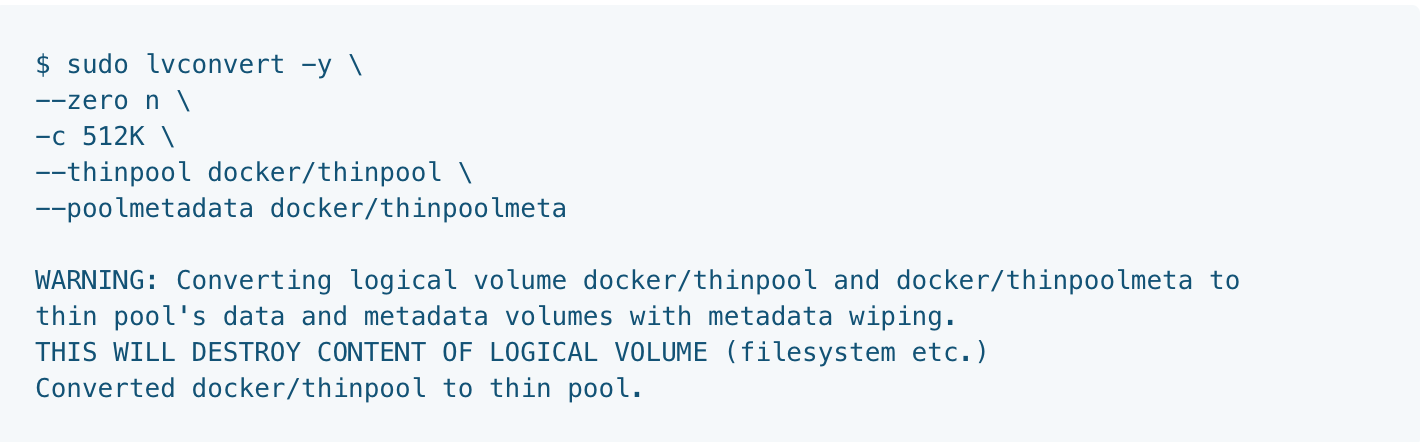 $ sudo lvconvert -y \
--zero n \
-c 512K \
--thinpool docker/thinpool \
--poolmetadata docker/thinpoolmeta
WARNING: Converting logical volume docker/thinpool and docker/thinpoolmeta to
thin pool's data and metadata volumes with metadata wiping.
THIS WILL DESTROY CONTENT OF LOGICAL VOLUME (filesystem etc.)
Converted docker/thinpool to thin pool.